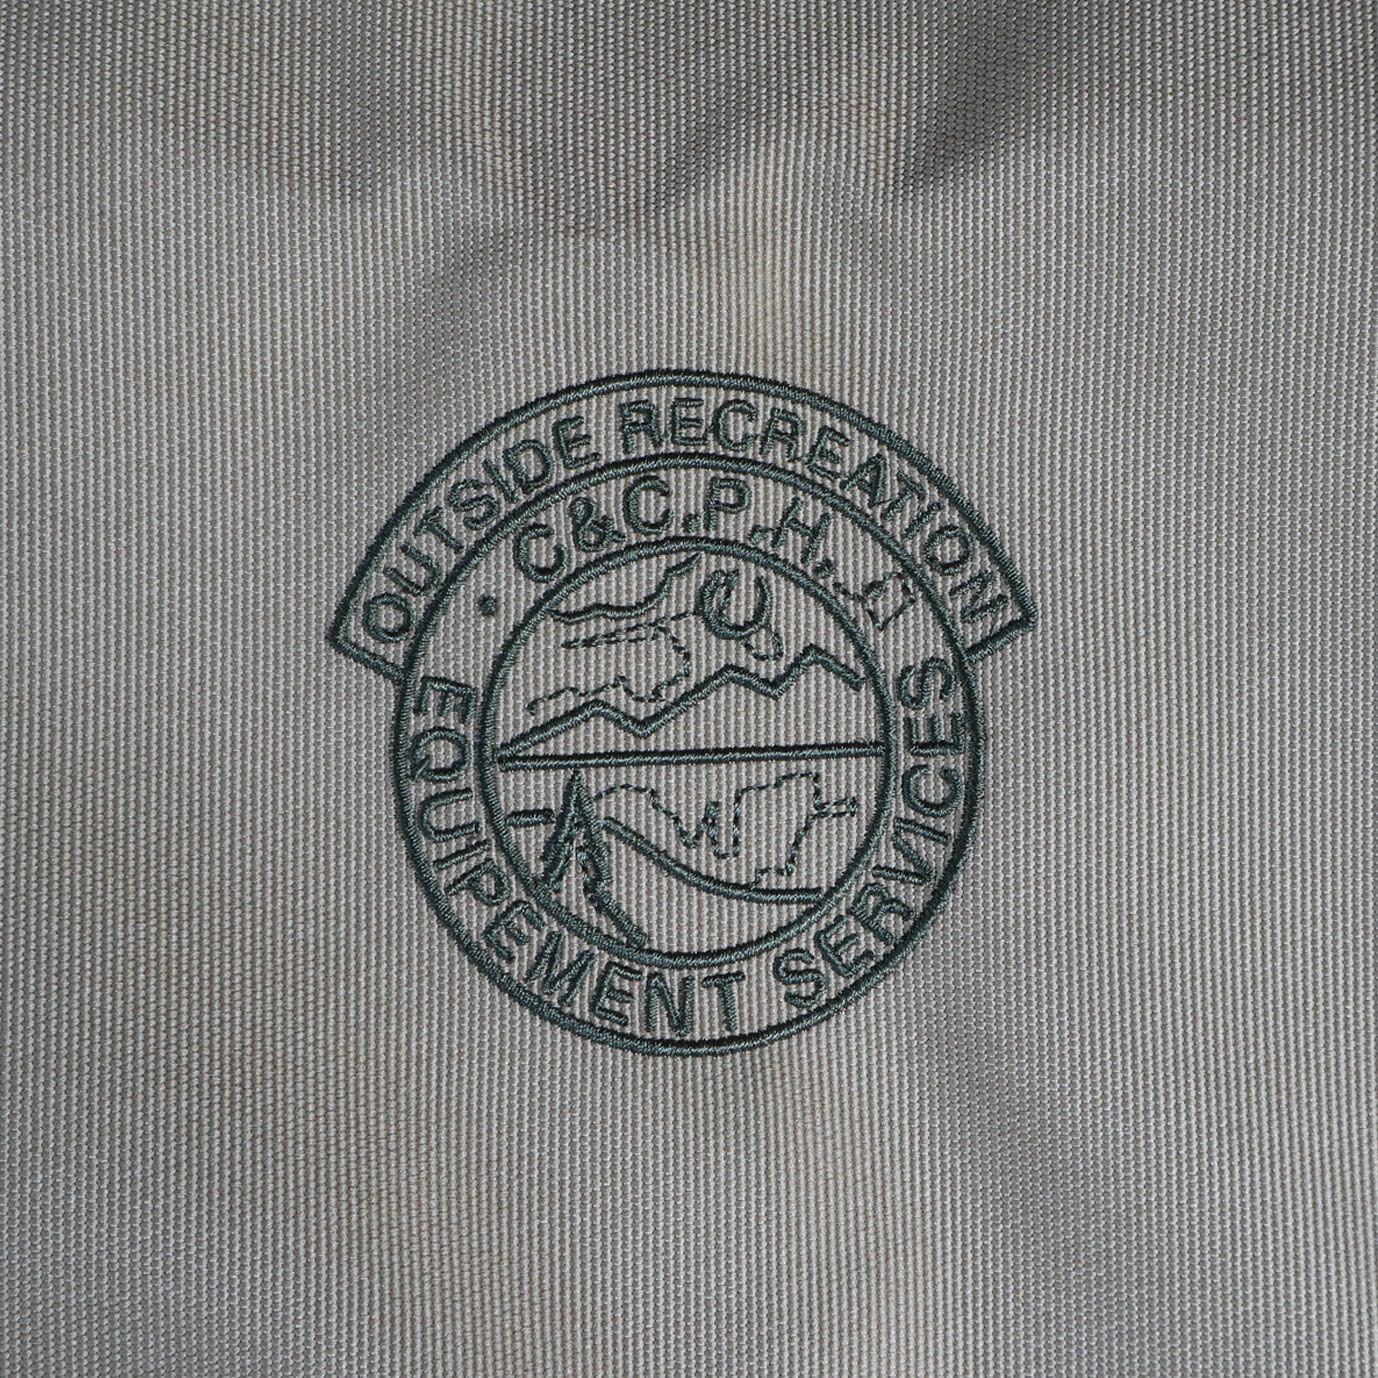 OUTSIDE RECREATION
C&C.P.H.
EQUIPEMENT SERVICES